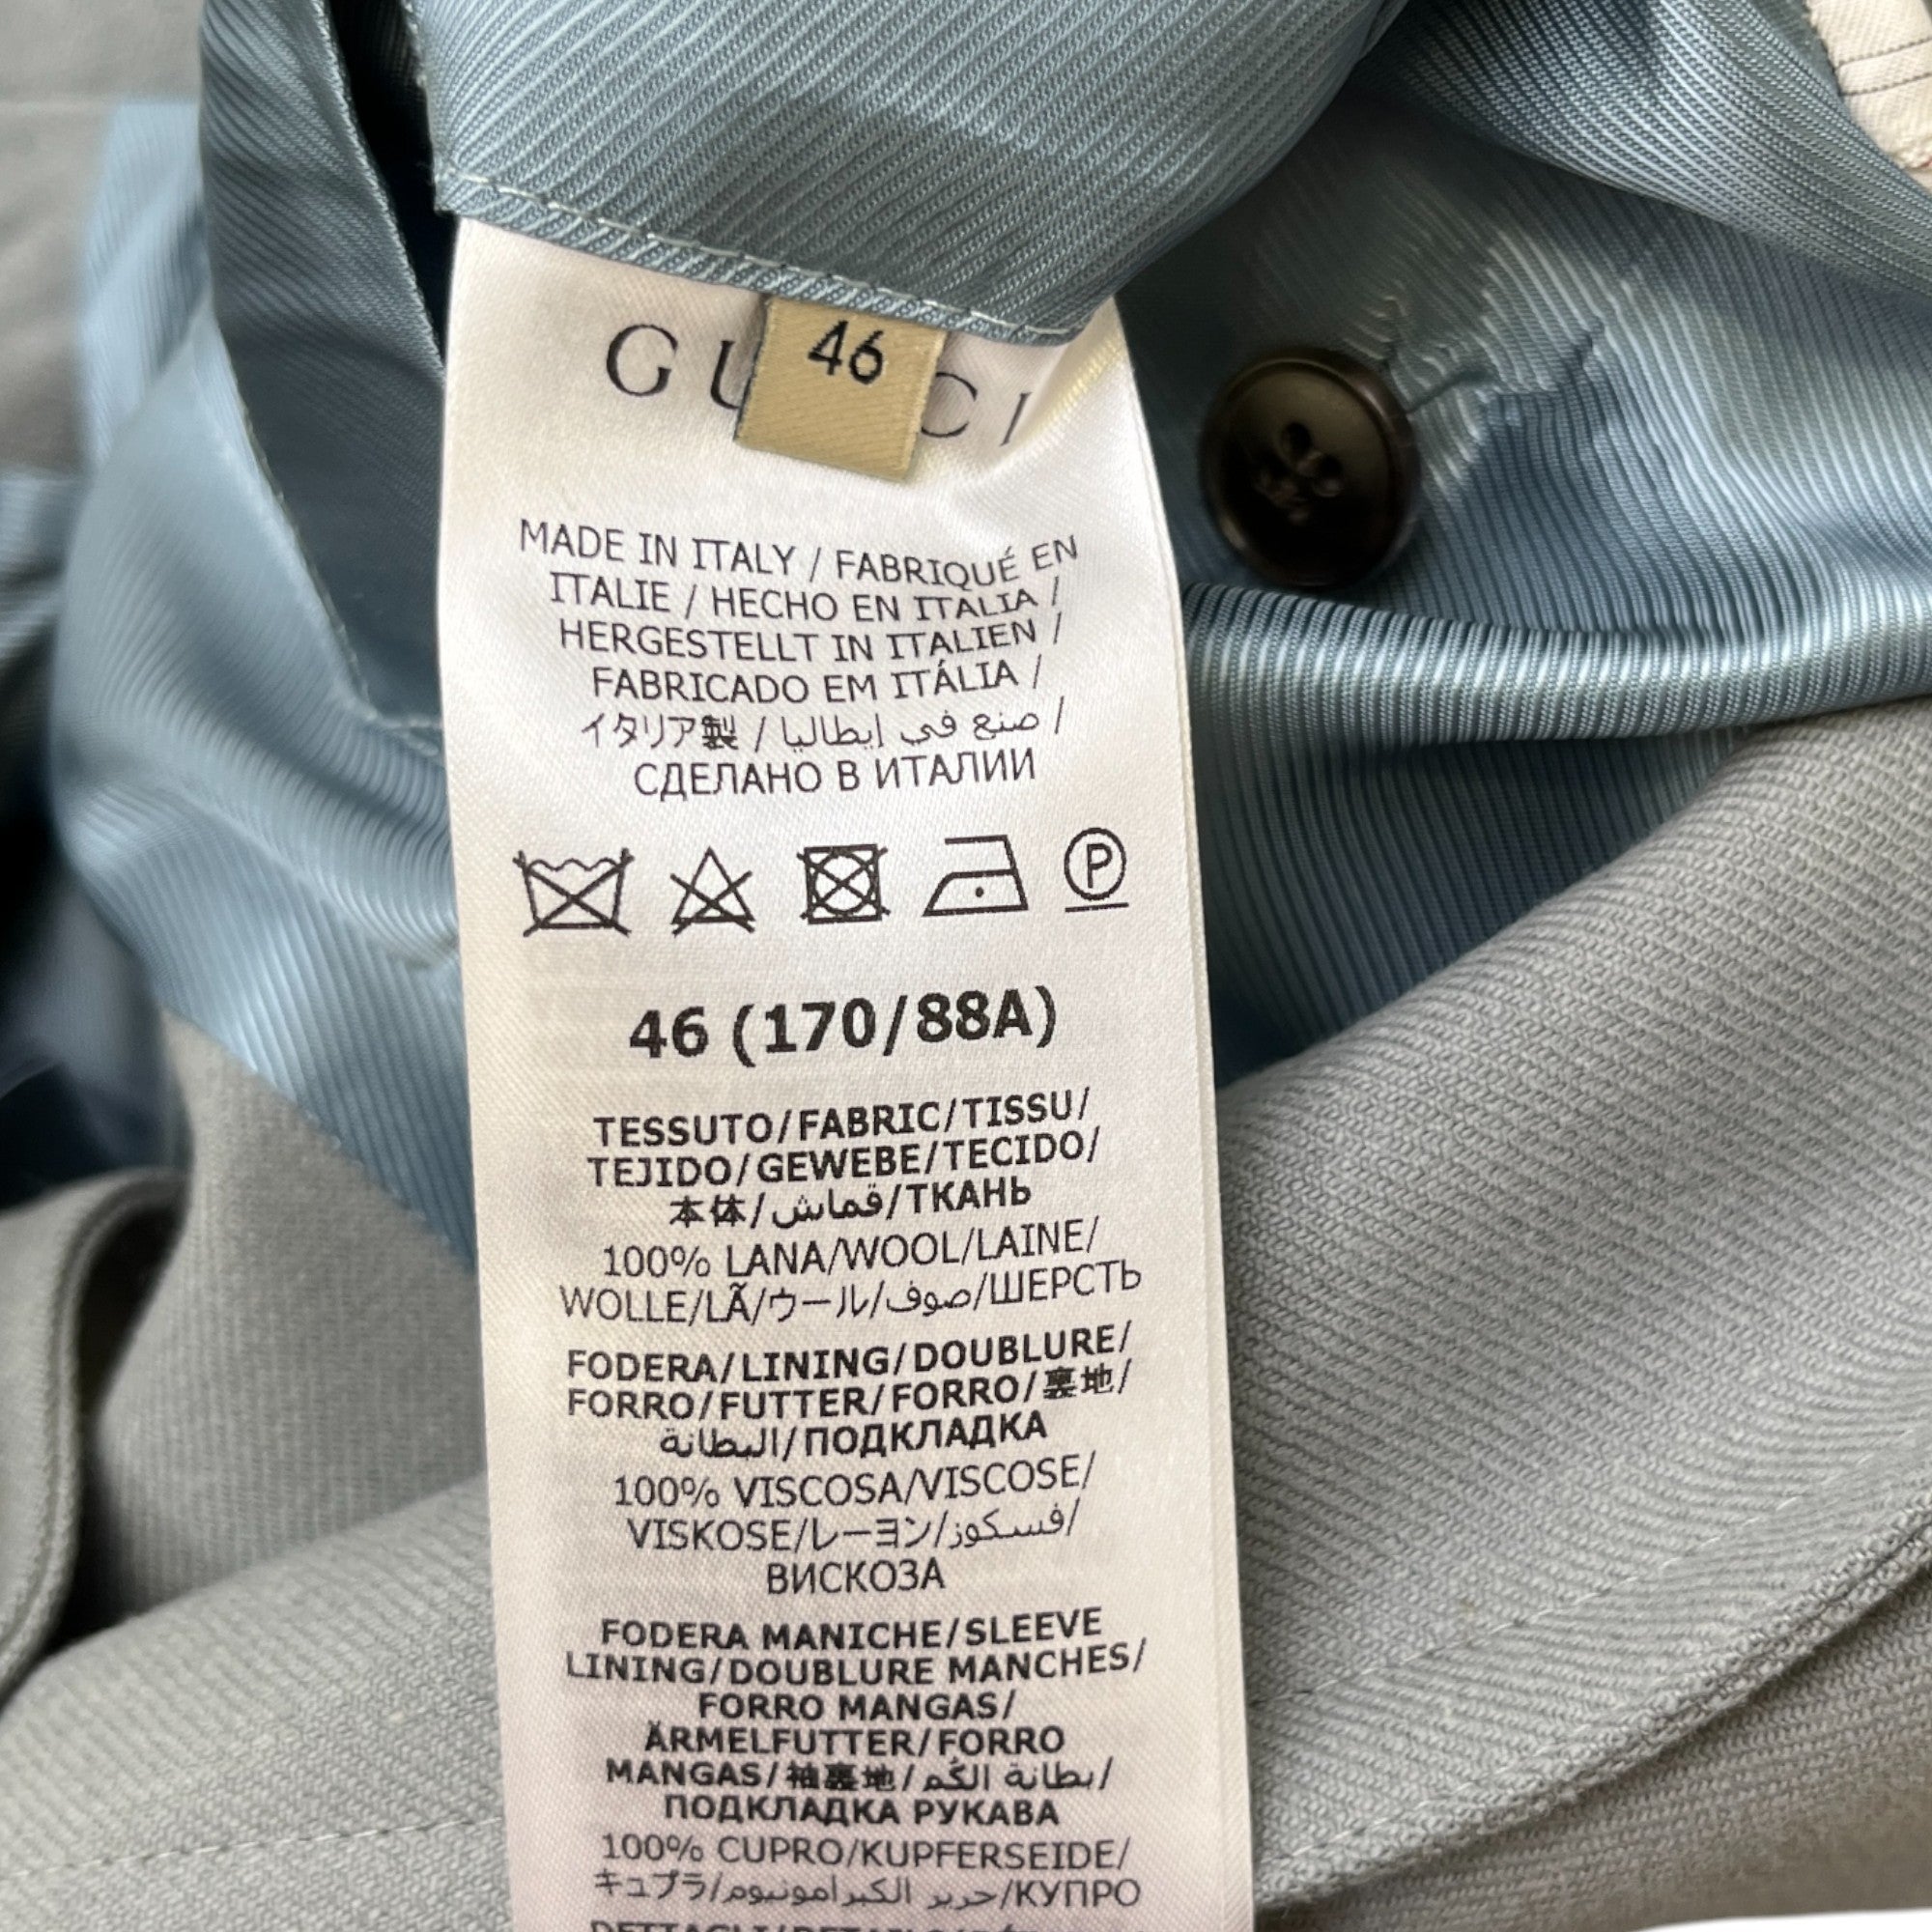 GUCCI
46
MADE IN ITALY / FABRIQUÉ EN
ITALIE / HECHO EN ITALIA /
HERGESTELLT IN ITALIEN /
FABRICADO EM ITÁLIA /
イタリア製 / صنع في إيطاليا /
СДЕЛАНО В ИТАЛИИ
P
46 (170/88A)
TESSUTO/FABRIC/TISSU/
TEJIDO/GEWEBE/TECIDO/
本体/قماش/ТКАНЬ
100% LANA/WOOL/LAINE/
WOLLE/LÃ/ウール/صوف/ШЕРСТЬ
FODERA/LINING/DOUBLURE/
FORRO/FUTTER/FORRO/裏地/
البطانة/ПОДКЛАДКА
100% VISCOSA/VISCOSE/
VISKOSE/レーヨン/فسكوز/
ВИСКОЗА
FODERA MANICHE/SLEEVE
LINING/DOUBLURE MANCHES/
FORRO MANGAS/
ÄRMELFUTTER/FORRO
MANGAS/袖裏地/بطانة الكُم/
ПОДКЛАДКА РУКАВА
100% CUPRO/KUPFERSEIDE/
キュプラ/حرير الكبرامونيوم/КУПРО